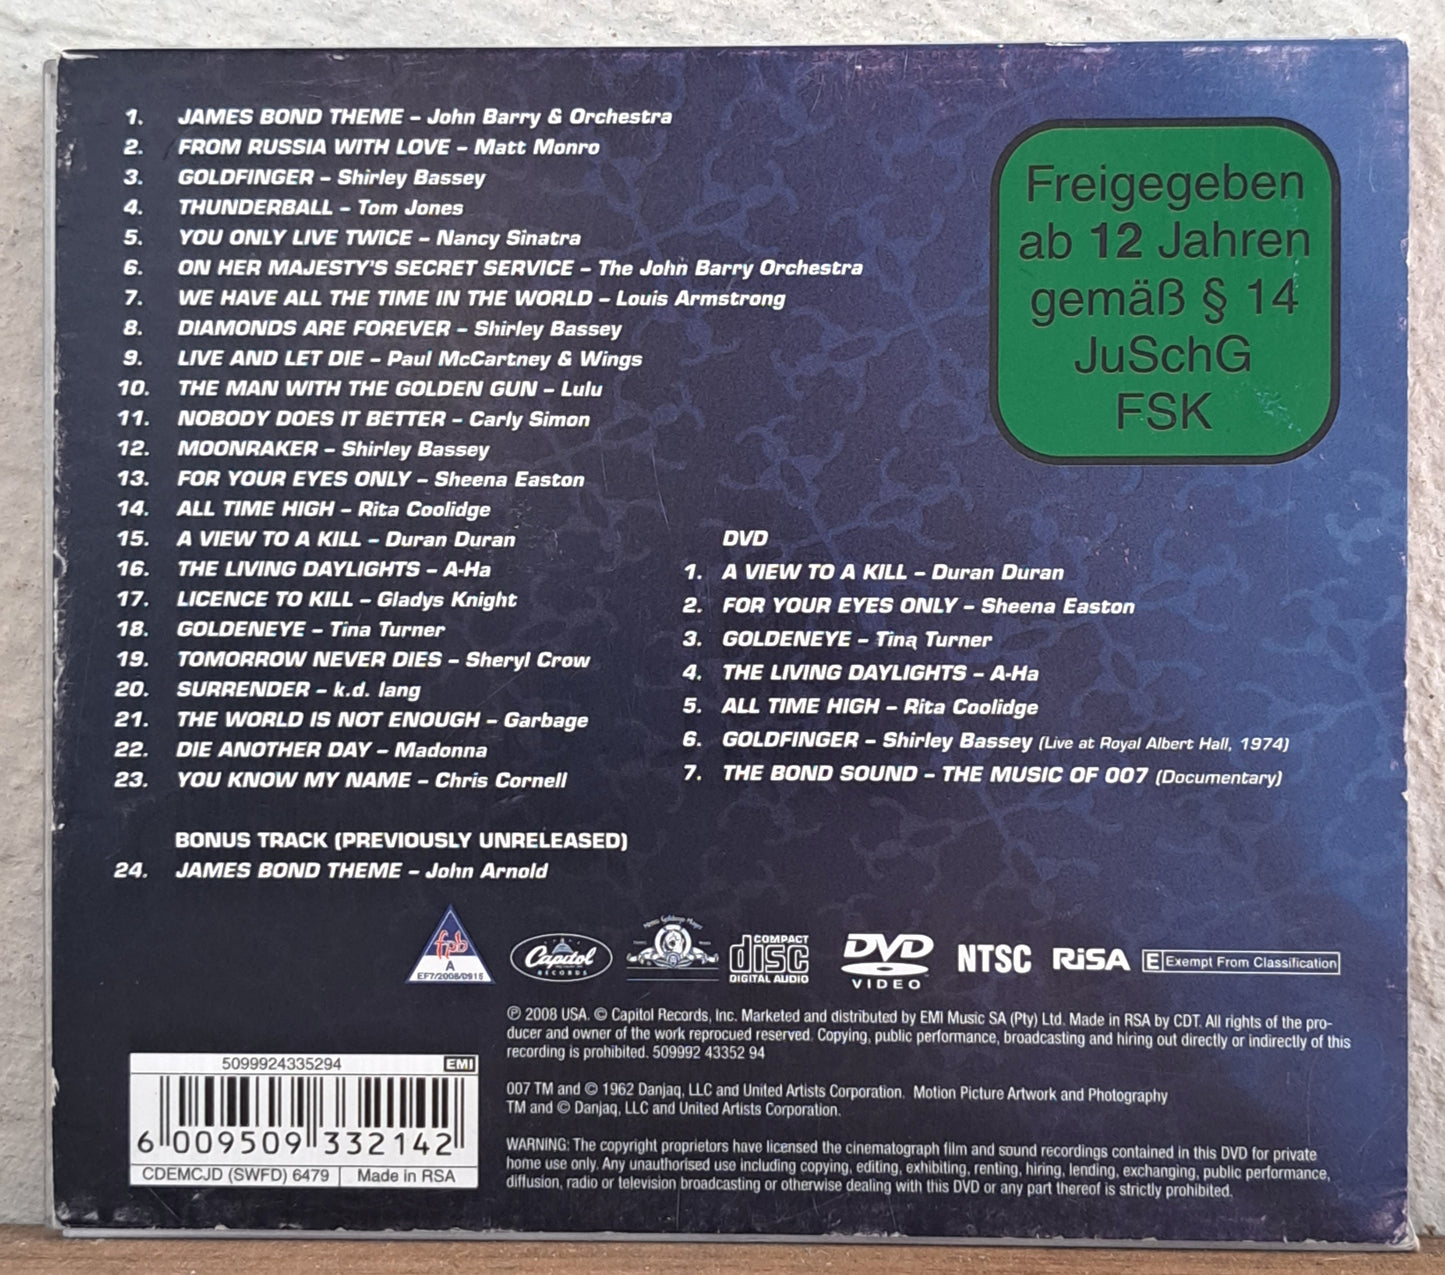 1. JAMES BOND THEME – John Barry & Orchestra
2. FROM RUSSIA WITH LOVE – Matt Monro
3. GOLDFINGER – Shirley Bassey
4. THUNDERBALL – Tom Jones
5. YOU ONLY LIVE TWICE – Nancy Sinatra
6. ON HER MAJESTY'S SECRET SERVICE – The John Barry Orchestra
7. WE HAVE ALL THE TIME IN THE WORLD – Louis Armstrong
8. DIAMONDS ARE FOREVER – Shirley Bassey
9. LIVE AND LET DIE – Paul McCartney & Wings
10. THE MAN WITH THE GOLDEN GUN – Lulu
11. NOBODY DOES IT BETTER – Carly Simon
12. MOONRAKER – Shirley Bassey
13. FOR YOUR EYES ONLY – Sheena Easton
14. ALL TIME HIGH – Rita Coolidge
15. A VIEW TO A KILL – Duran Duran
16. THE LIVING DAYLIGHTS – A-Ha
17. LICENCE TO KILL – Gladys Knight
18. GOLDENEYE – Tina Turner
19. TOMORROW NEVER DIES – Sheryl Crow
20. SURRENDER – k.d. lang
21. THE WORLD IS NOT ENOUGH – Garbage
22. DIE ANOTHER DAY – Madonna
23. YOU KNOW MY NAME – Chris Cornell
BONUS TRACK (PREVIOUSLY UNRELEASED)
24. JAMES BOND THEME – John Arnold
Freigegeben
ab 12 Jahren
gemäß § 14
JuSchG
FSK
DVD
1. A VIEW TO A KILL – Duran Duran
2. FOR YOUR EYES ONLY – Sheena Easton
3. GOLDENEYE – Tina Turner
4. THE LIVING DAYLIGHTS – A-Ha
5. ALL TIME HIGH – Rita Coolidge
6. GOLDFINGER – Shirley Bassey (Live at Royal Albert Hall, 1974)
7. THE BOND SOUND – THE MUSIC OF 007 (Documentary)
fpb
A
EF7/2008/0915
Capitol
RECORDS
COMPACT
disc
DIGITAL AUDIO
DVD
VIDEO
NTSC
RiSA
E Exempt From Classification
℗ 2008 USA. © Capitol Records, Inc. Marketed and distributed by EMI Music SA (Pty) Ltd. Made in RSA by CDT. All rights of the pro-
ducer and owner of the work reprocued reserved. Copying, public performance, broadcasting and hiring out directly or indirectly of this
recording is prohibited. 509992 43352 94
007 TM and © 1962 Danjaq, LLC and United Artists Corporation. Motion Picture Artwork and Photography
TM and © Danjaq, LLC and United Artists Corporation.
WARNING: The copyright proprietors have licensed the cinematograph film and sound recordings contained in this DVD for private
home use only. Any unauthorised use including copying, editing, exhibiting, renting, hiring, lending, exchanging, public performance,
diffusion, radio or television broadcasting or otherwise dealing with this DVD or any part thereof is strictly prohibited.
5099924335294 EMI
6 009509 332142
CDEMCJD (SWFD) 6479 Made in RSA